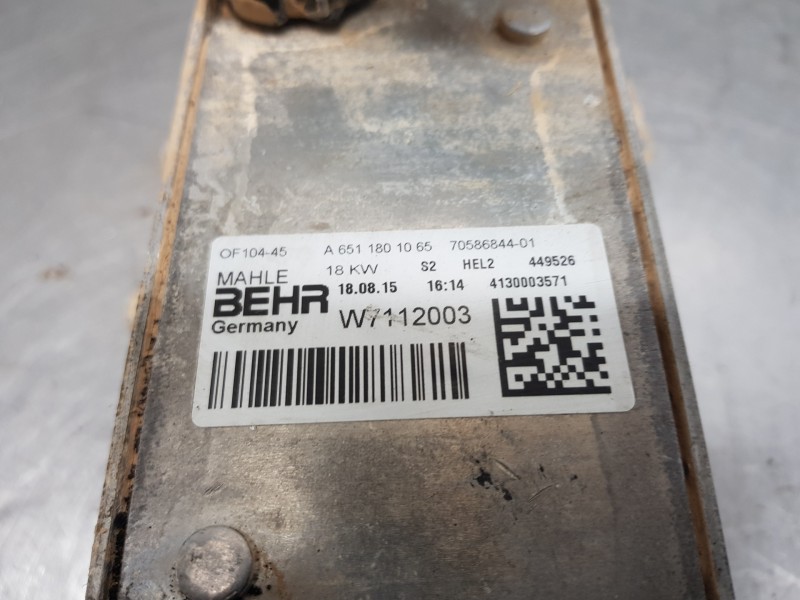 OF104-45 A 651 180 10 65 70586844-01
MAHLE 18 KW S2 HEL2 449526
BEHR 18.08.15 16:14 4130003571
Germany W7112003